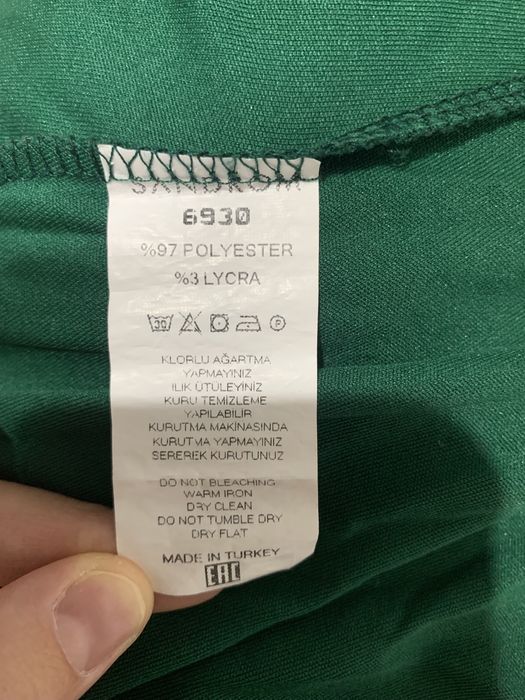 6930
%97 POLYESTER
%3 LYCRA
30 P
KLORLU AĞARTMA
YAPMAYINIZ
ILIK ÜTÜLEYİNİZ
KURU TEMİZLEME
YAPILABİLİR
KURUTMA MAKİNASINDA
KURUTMA YAPMAYINIZ
SEREREK KURUTUNUZ
DO NOT BLEACHING
WARM IRON
DRY CLEAN
DO NOT TUMBLE DRY
DRY FLAT
MADE IN TURKEY
EAC